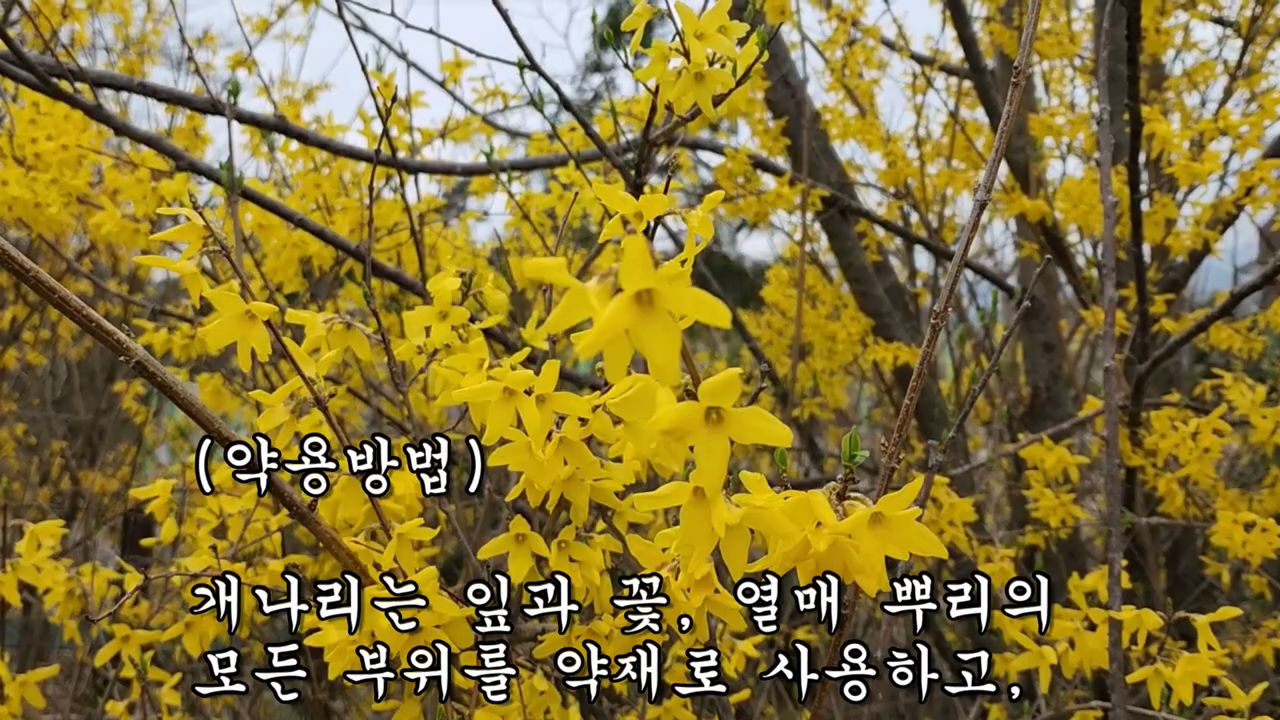 (약용방법)
개나리는 잎과 꽃, 열매 뿌리의
모든 부위를 약재로 사용하고,